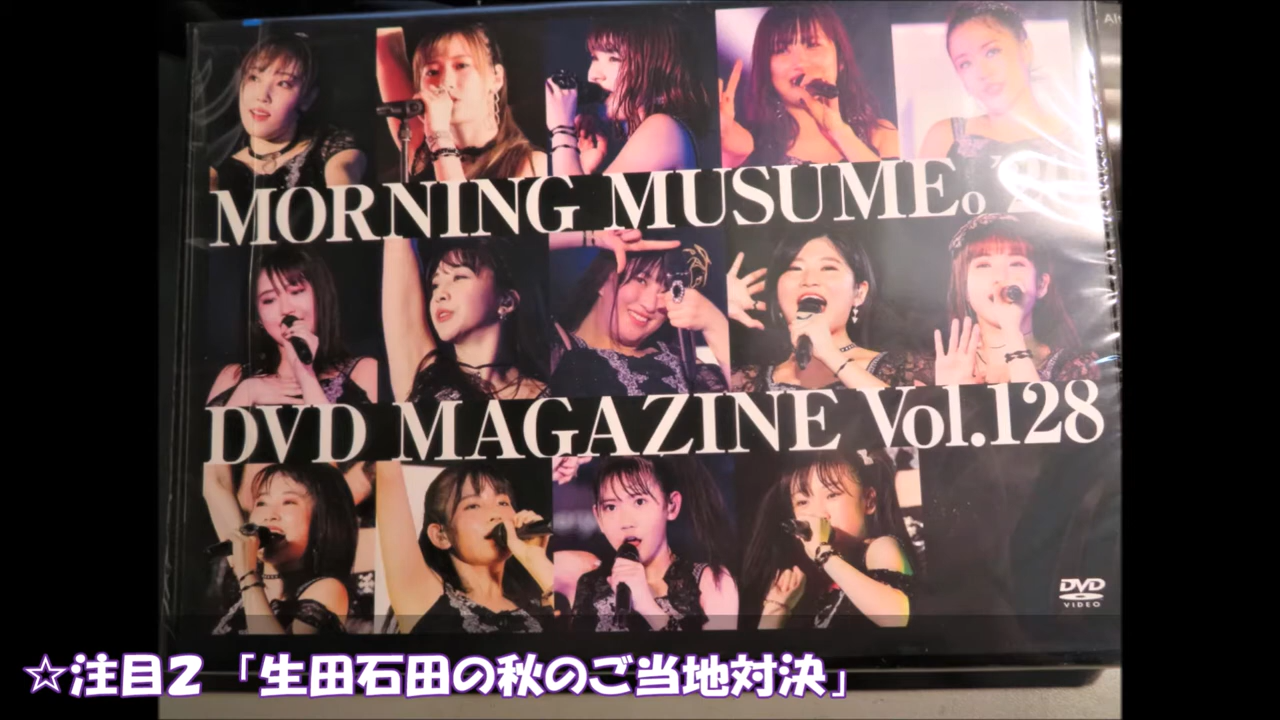 MORNING MUSUME。'20
DVD MAGAZINE Vol.128
DVD
VIDEO
☆注目2「生田石田の秋のご当地対決」